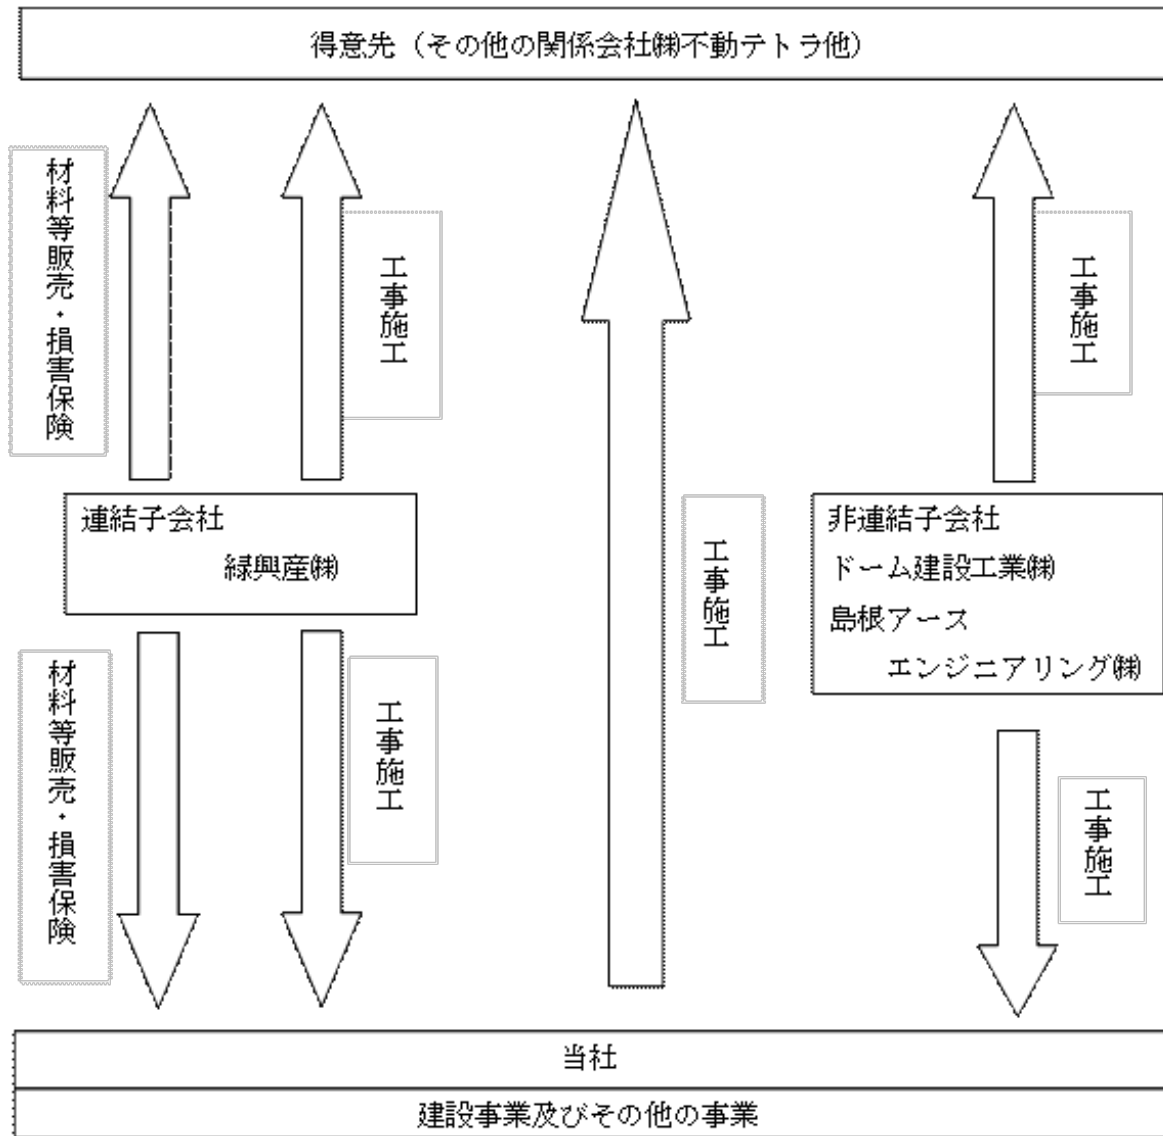 得意先（その他の関係会社㈱不動テトラ他）
材料等販売・損害保険
工事施工
工事施工
連結子会社
緑興産㈱
工事施工
非連結子会社
ドーム建設工業㈱
島根アース
エンジニアリング㈱
材料等販売・損害保険
工事施工
工事施工
当社
建設事業及びその他の事業